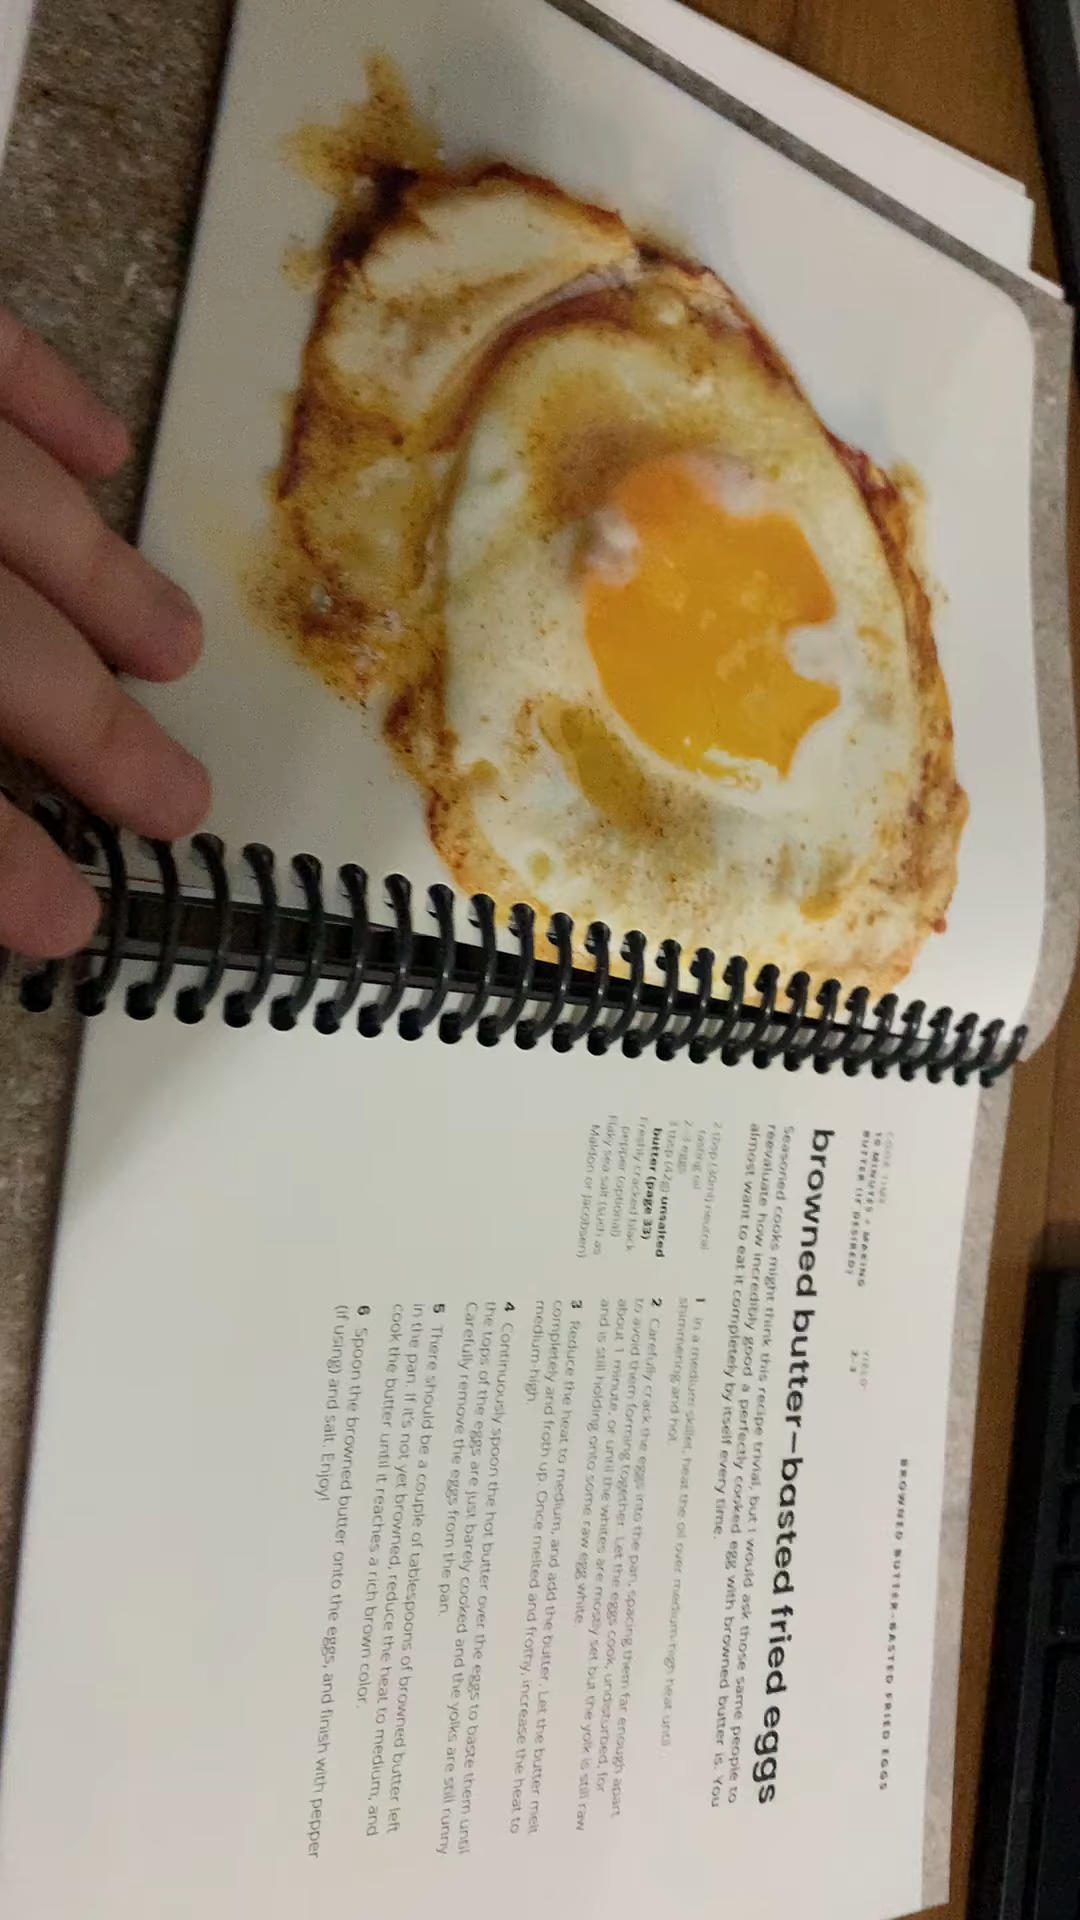 BROWNED BUTTER–BASTED FRIED EGGS
COOK TIME
10 MINUTES + MAKING
BUTTER (IF DESIRED)
YIELD
2–3
browned butter–basted fried eggs
Seasoned cooks might think this recipe trivial, but I would ask those same people to
reevaluate how incredibly good a perfectly cooked egg with browned butter is. You
almost want to eat it completely by itself every time.
2 tbsp (30ml) neutral
tasting oil
2–3 eggs
3 tbsp (42g) unsalted
butter (page 33)
Freshly cracked black
pepper (optional)
Flaky sea salt (such as
Maldon or Jacobsen)
1 In a medium skillet, heat the oil over medium-high heat until
shimmering and hot.
2 Carefully crack the eggs into the pan, spacing them far enough apart
to avoid them forming together. Let the eggs cook, undisturbed, for
about 1 minute, or until the whites are mostly set but the yolk is still raw
and is still holding onto some raw egg white.
3 Reduce the heat to medium, and add the butter. Let the butter melt
completely and froth up. Once melted and frothy, increase the heat to
medium-high.
4 Continuously spoon the hot butter over the eggs to baste them until
the tops of the eggs are just barely cooked and the yolks are still runny
Carefully remove the eggs from the pan.
5 There should be a couple of tablespoons of browned butter left
in the pan. If it's not yet browned, reduce the heat to medium, and
cook the butter until it reaches a rich brown color.
6 Spoon the browned butter onto the eggs, and finish with pepper
(if using) and salt. Enjoy!